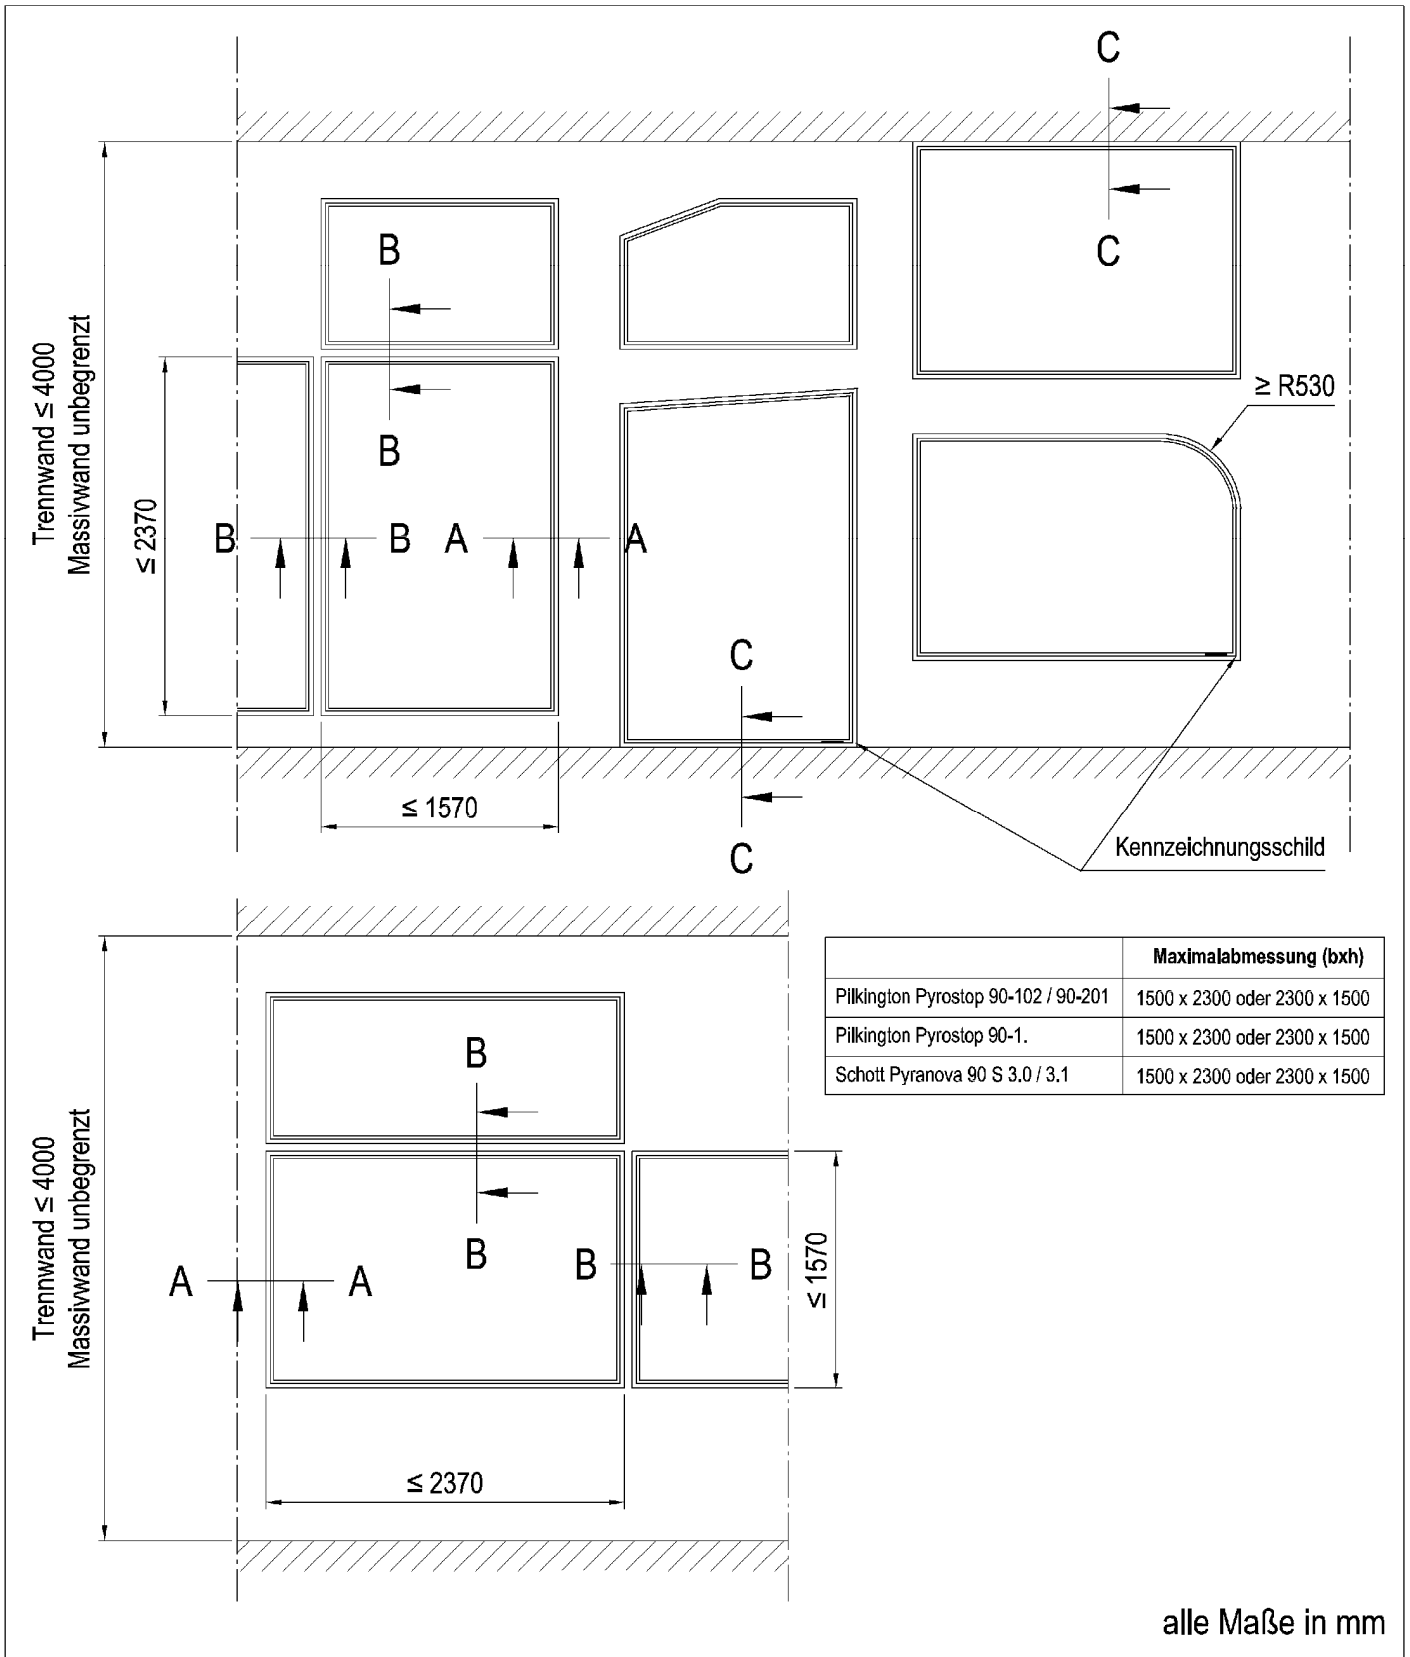 C
C
B
B
Trennwand ≤ 4000
Massivwand unbegrenzt
≤ 2370
≥ R530
B
B
A
A
C
C
≤ 1570
Kennzeichnungsschild
Maximalabmessung (bxh)
Pilkington Pyrostop 90-102 / 90-201 1500 x 2300 oder 2300 x 1500
Pilkington Pyrostop 90-1. 1500 x 2300 oder 2300 x 1500
Schott Pyranova 90 S 3.0 / 3.1 1500 x 2300 oder 2300 x 1500
Trennwand ≤ 4000
Massivwand unbegrenzt
B
B
A
A
B
B
≤ 1570
≤ 2370
alle Maße in mm